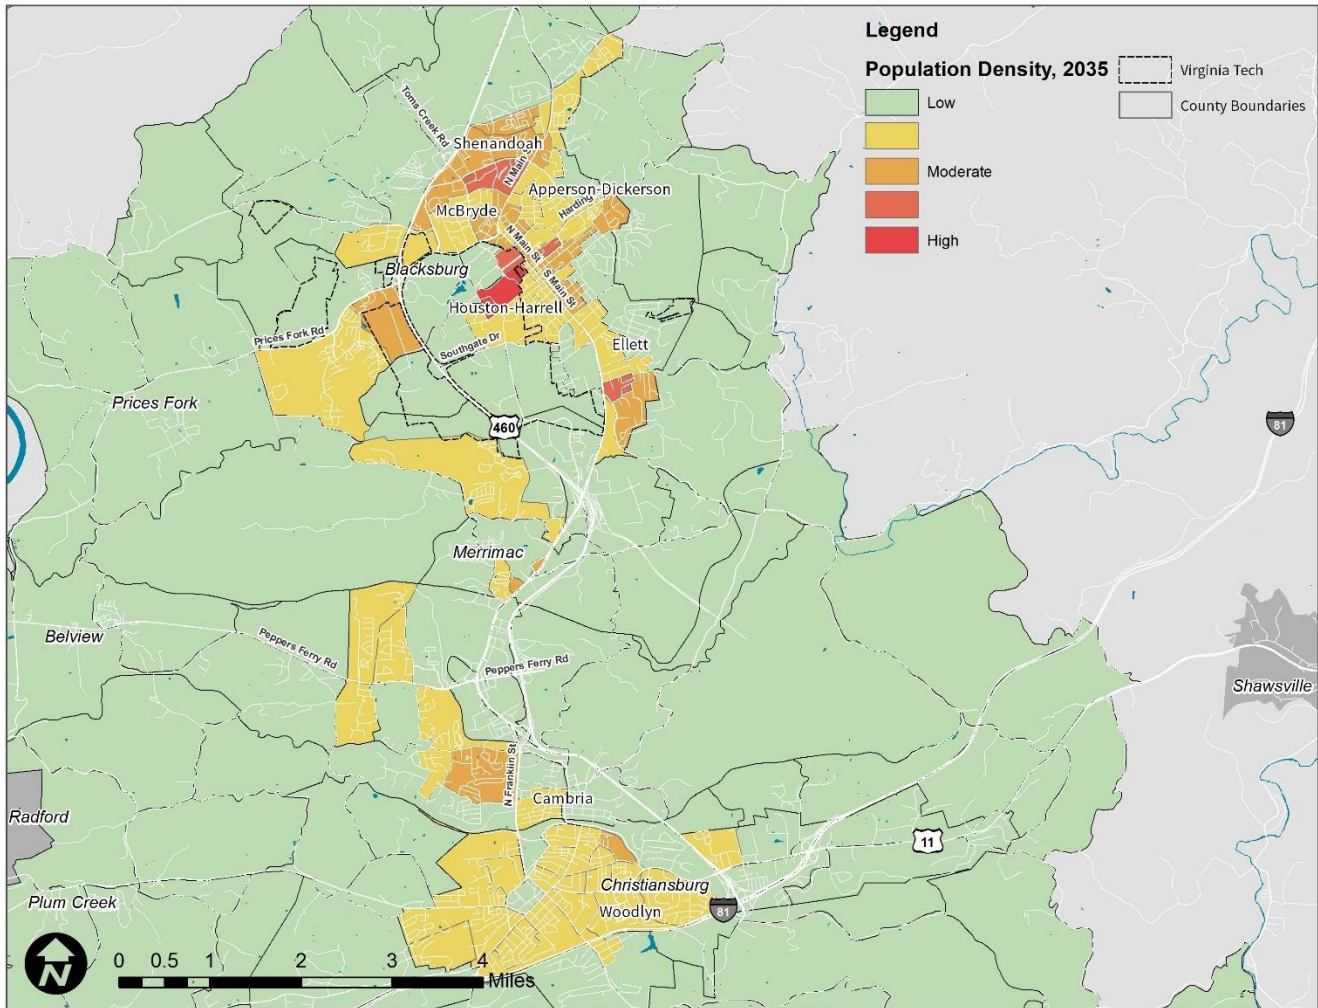 Legend
Population Density, 2035
Low
Moderate
High
Virginia Tech
County Boundaries
Toms Creek Rd
Shenandoah
N Main S
Apperson-Dickerson
McBryde
Harding
N Main St
Blacksburg
S Main St
Houston-Harrell
Prices Fork Rd
Southgate Dr
Ellett
Prices Fork
460
81
Merrimac
Belview
Peppers Ferry Rd
Peppers Ferry Rd
Shawsville
N Franklin St
Radford
Cambria
11
Christiansburg
Plum Creek
Woodlyn
81
N
0 0.5 1 2 3 4
Miles